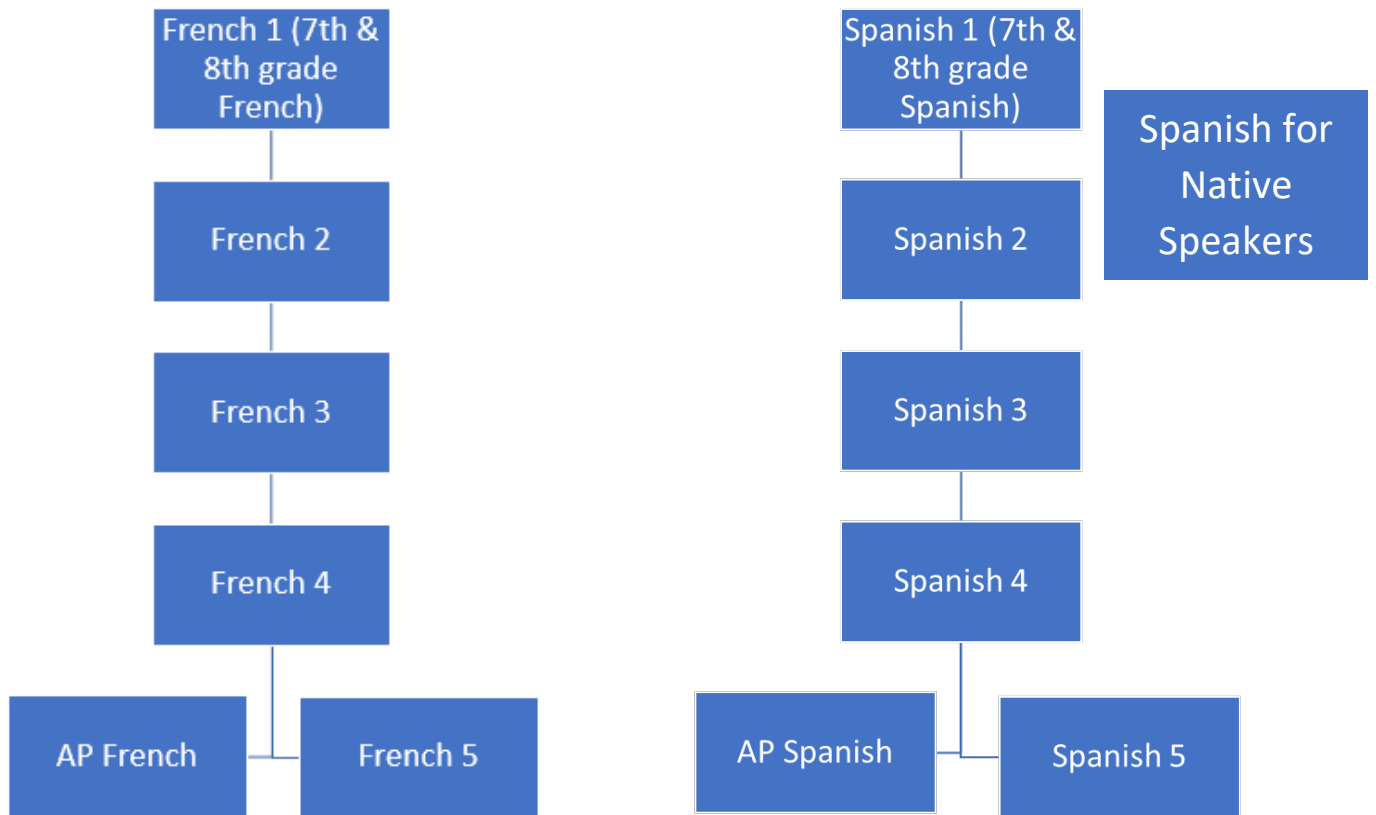 French 1 (7th &
8th grade
French)
French 2
French 3
French 4
AP French
French 5
Spanish 1 (7th &
8th grade
Spanish)
Spanish 2
Spanish 3
Spanish 4
AP Spanish
Spanish 5
Spanish for
Native
Speakers